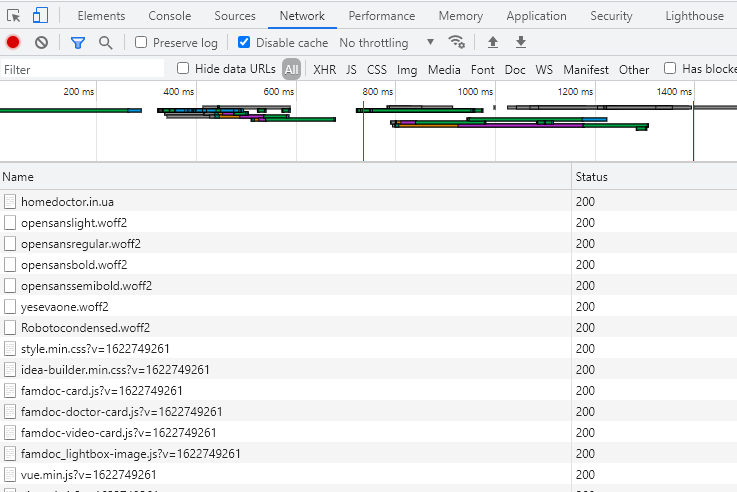 Elements Console Sources Network Performance Memory Application Security Lighthouse
Preserve log Disable cache No throttling
Filter Hide data URLs All XHR JS CSS Img Media Font Doc WS Manifest Other Has blocke
200 ms 400 ms 600 ms 800 ms 1000 ms 1200 ms 1400 ms
Name Status
homedoctor.in.ua 200
opensanslight.woff2 200
opensansregular.woff2 200
opensansbold.woff2 200
opensanssemibold.woff2 200
yesevaone.woff2 200
Robotocondensed.woff2 200
style.min.css?v=1622749261 200
idea-builder.min.css?v=1622749261 200
famdoc-card.js?v=1622749261 200
famdoc-doctor-card.js?v=1622749261 200
famdoc-video-card.js?v=1622749261 200
famdoc_lightbox-image.js?v=1622749261 200
vue.min.js?v=1622749261 200